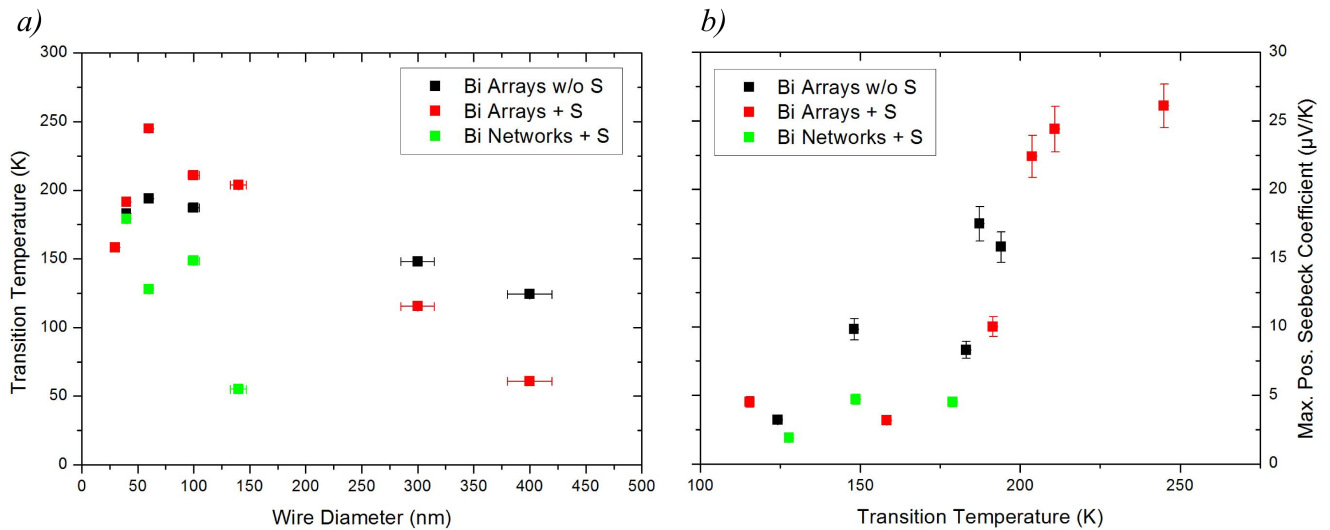 a)
300
250
200
150
100
50
0
Transition Temperature (K)
Bi Arrays w/o S
Bi Arrays + S
Bi Networks + S
0 50 100 150 200 250 300 350 400 450 500
Wire Diameter (nm)
b)
Bi Arrays w/o S
Bi Arrays + S
Bi Networks + S
30
25
20
15
10
5
0
Max. Pos. Seebeck Coefficient (µV/K)
100 150 200 250
Transition Temperature (K)